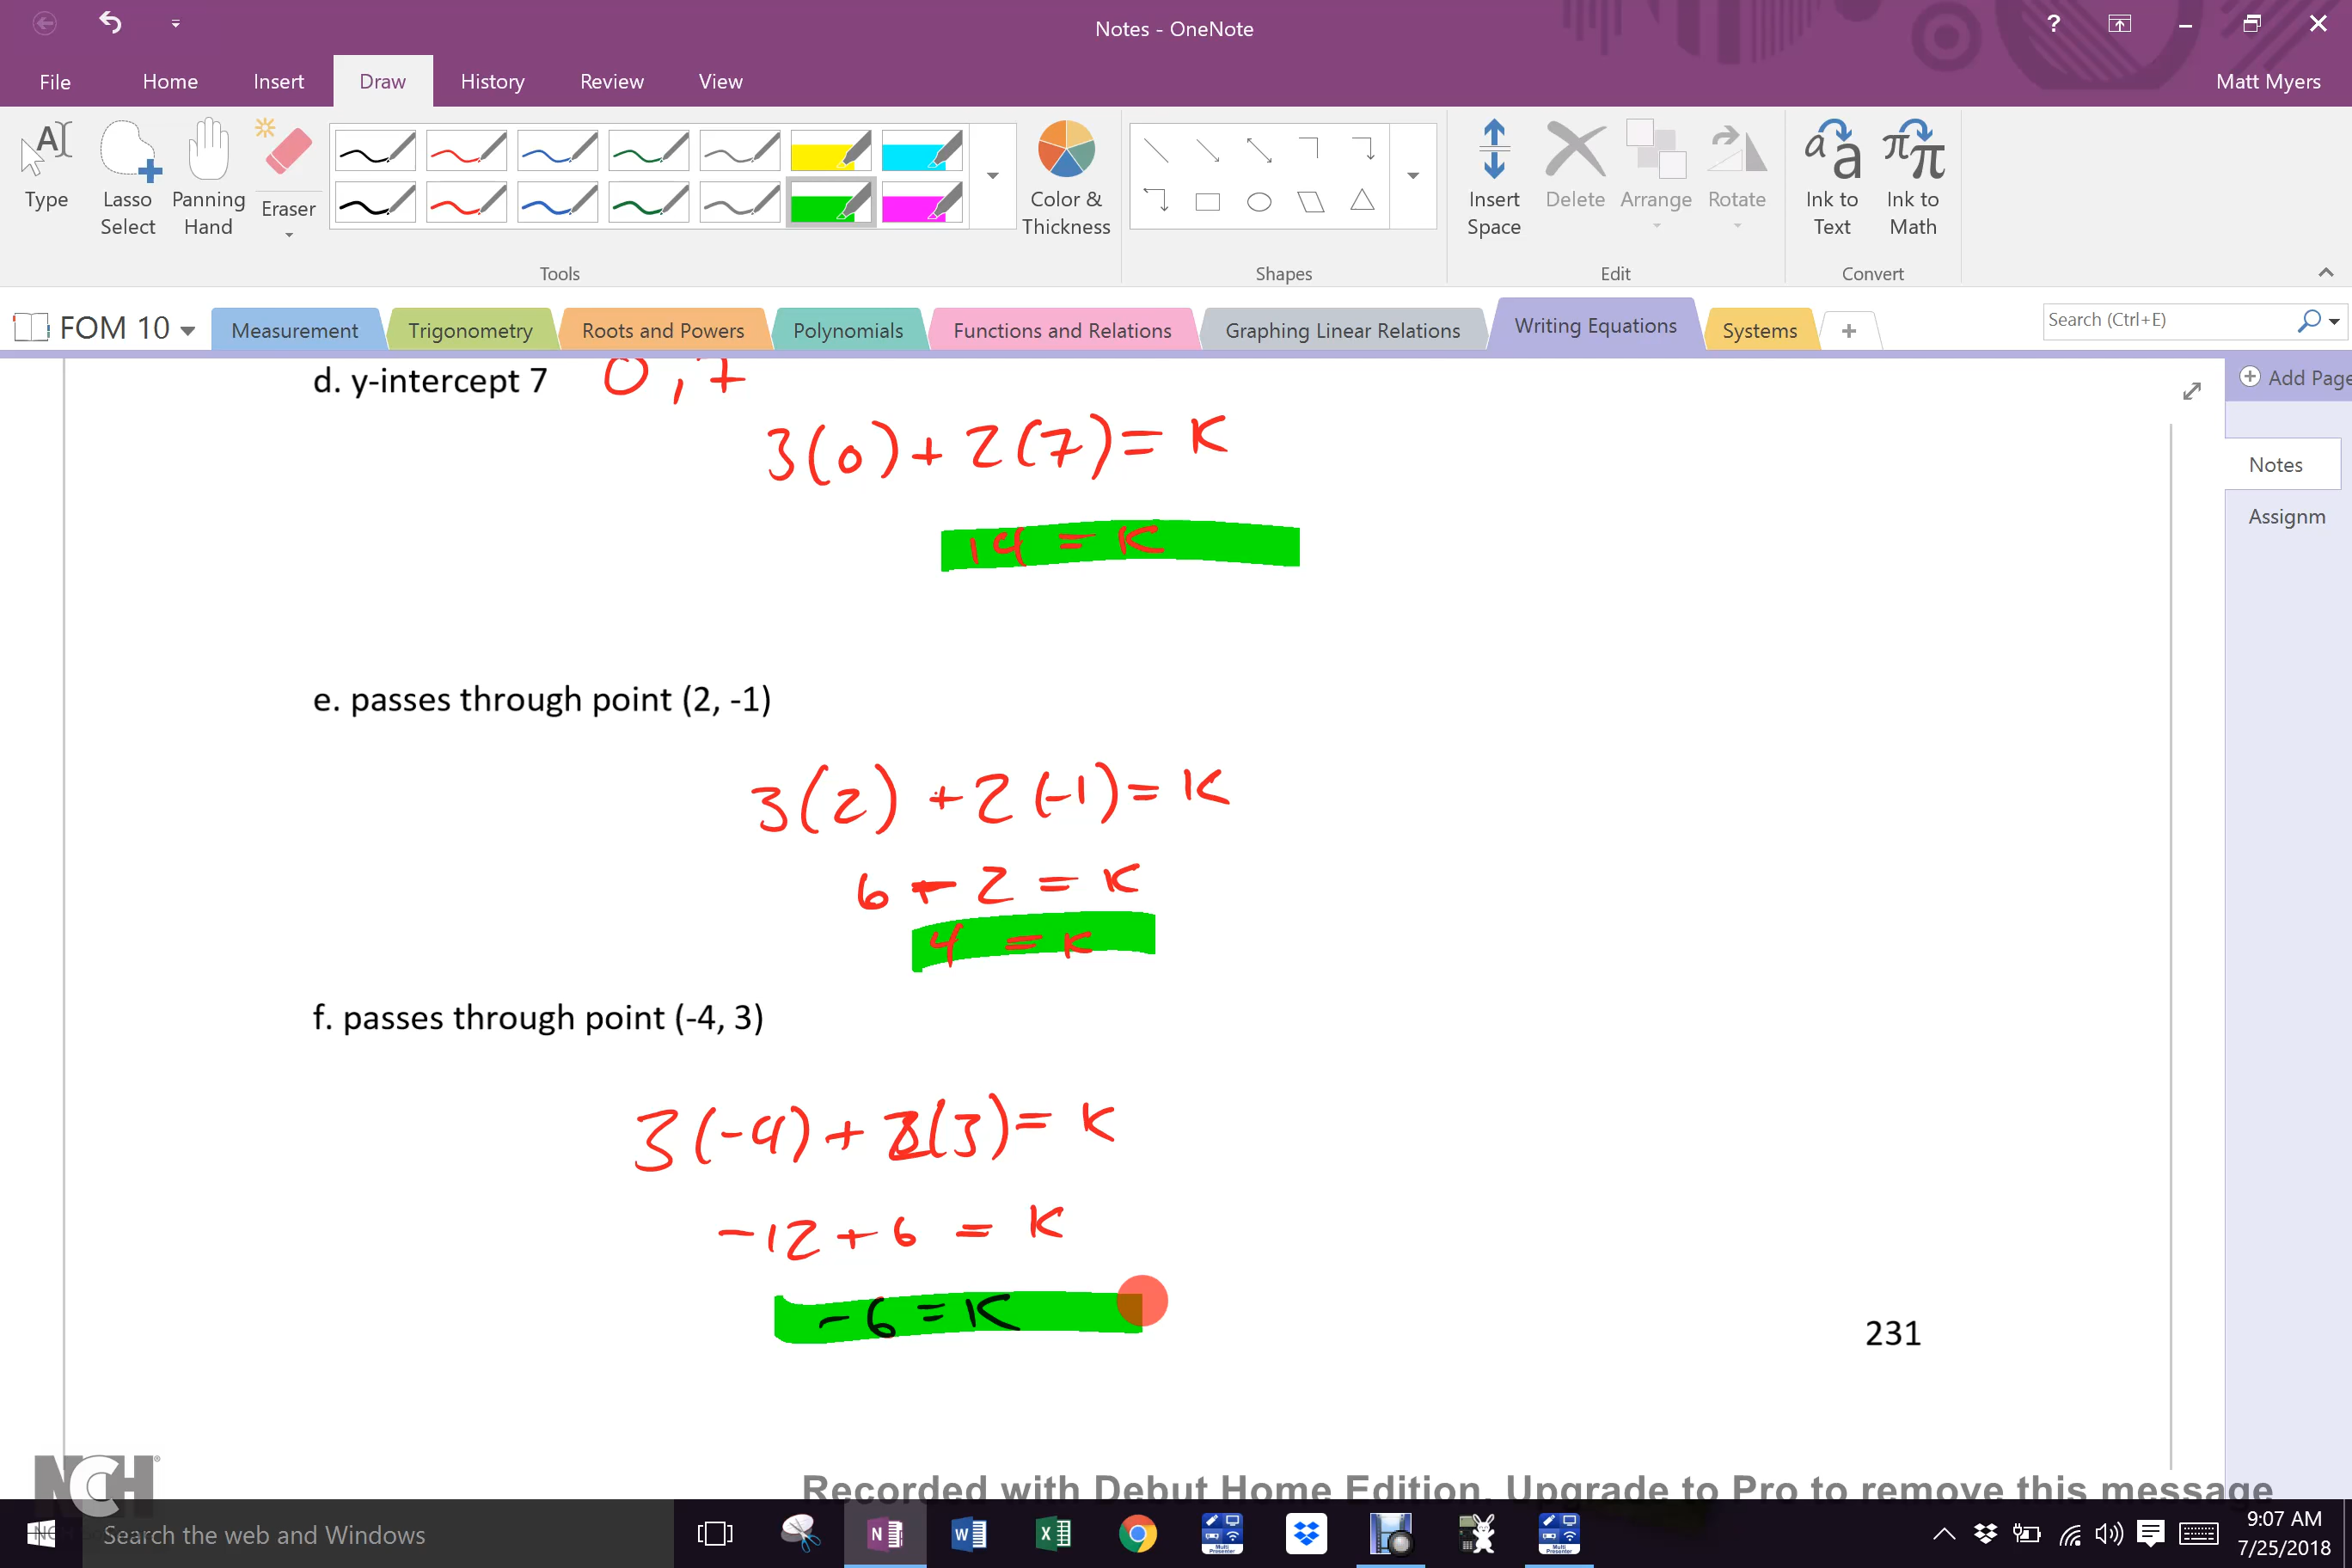 Notes - OneNote
?
File Home Insert Draw History Review View Matt Myers
Type Lasso Select Panning Hand Eraser Color & Thickness Insert Space Delete Arrange Rotate Ink to Text Ink to Math
Tools Shapes Edit Convert
FOM 10 Measurement Trigonometry Roots and Powers Polynomials Functions and Relations Graphing Linear Relations Writing Equations Systems + Search (Ctrl+E)
Add Page
Notes
Assignm
d. y-intercept 7 0, 7
3(0) + 2(7) = K
14 = K
e. passes through point (2, -1)
3(2) + 2(-1) = K
6 - 2 = K
4 = K
f. passes through point (-4, 3)
3(-4) + 2(3) = K
-12 + 6 = K
-6 = K
231
NCH
Recorded with Debut Home Edition. Upgrade to Pro to remove this message
Search the web and Windows
9:07 AM
7/25/2018